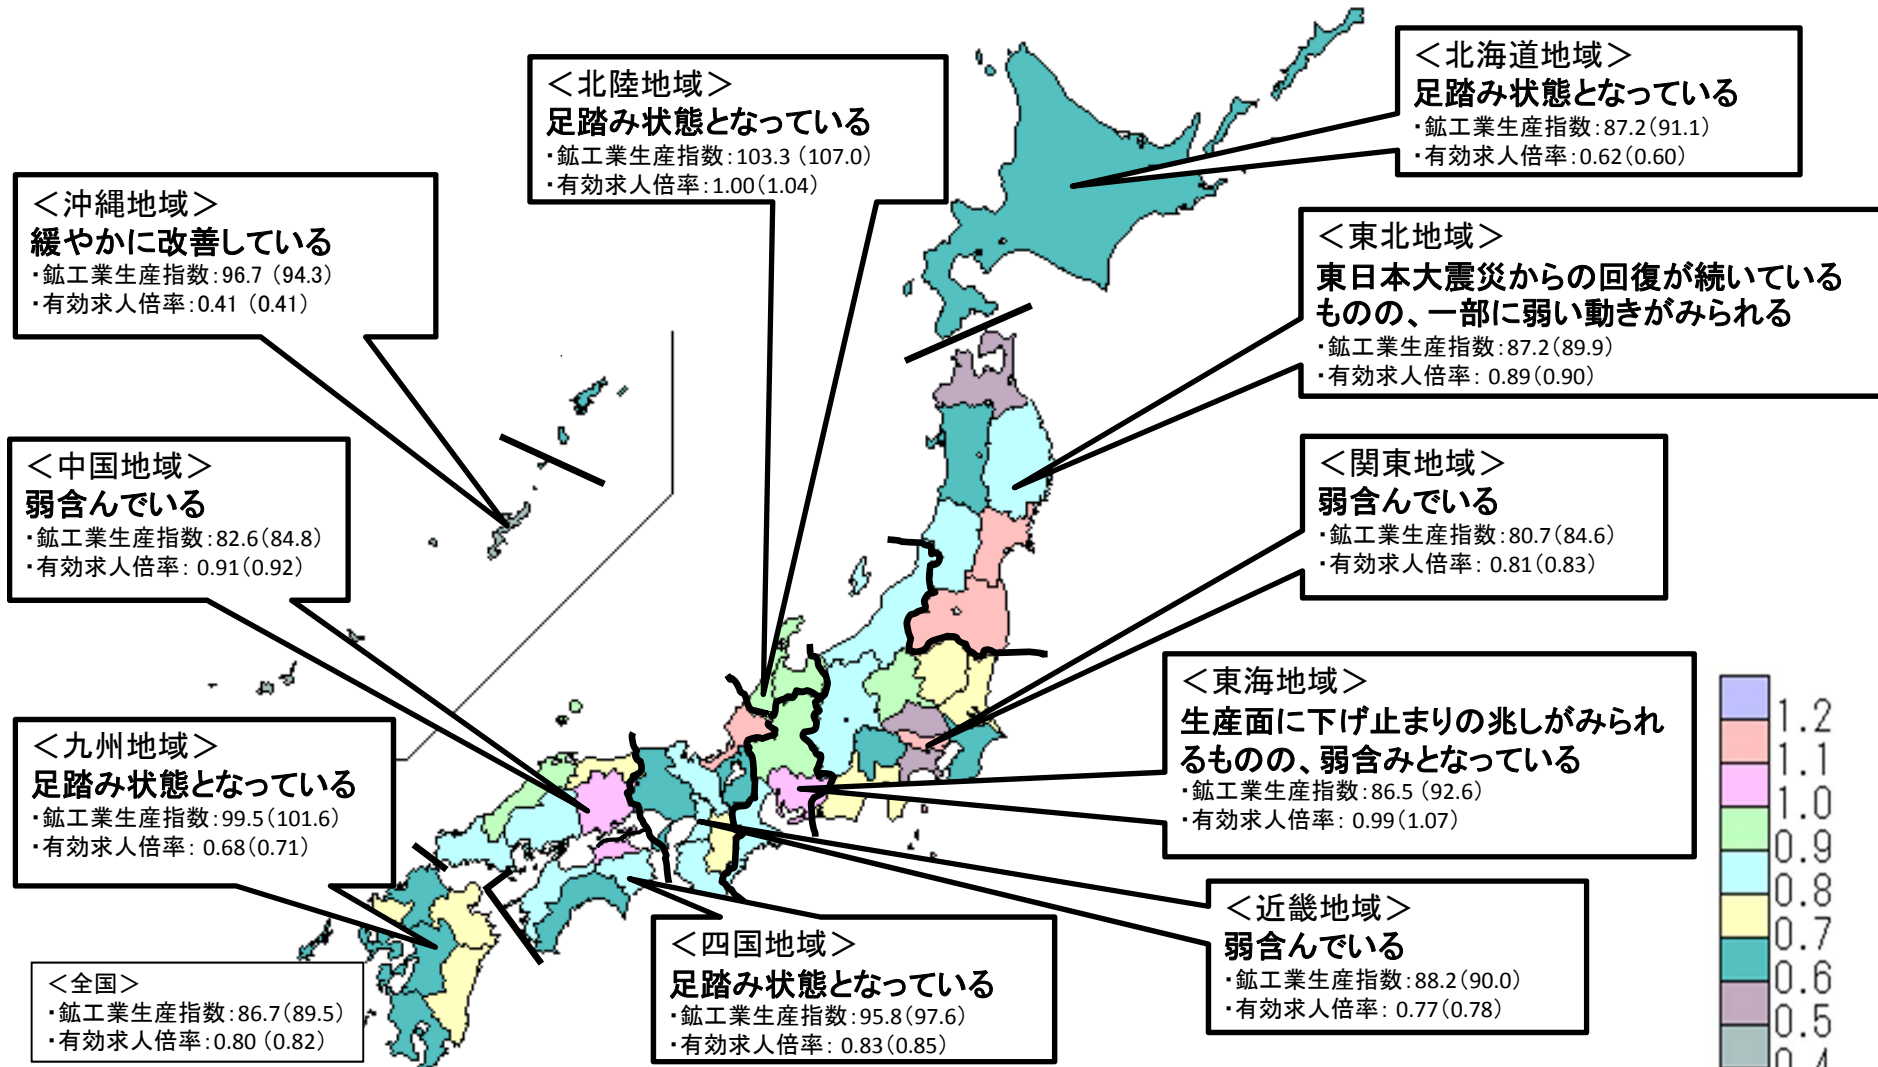 ＜北海道地域＞
足踏み状態となっている
・鉱工業生産指数：87.2（91.1）
・有効求人倍率：0.62（0.60）
＜北陸地域＞
足踏み状態となっている
・鉱工業生産指数：103.3 （107.0）
・有効求人倍率：1.00（1.04）
＜沖縄地域＞
緩やかに改善している
・鉱工業生産指数：96.7 （94.3）
・有効求人倍率：0.41 （0.41）
＜東北地域＞
東日本大震災からの回復が続いている
ものの、一部に弱い動きがみられる
・鉱工業生産指数：87.2（89.9）
・有効求人倍率： 0.89（0.90）
＜中国地域＞
弱含んでいる
・鉱工業生産指数：82.6（84.8）
・有効求人倍率： 0.91（0.92）
＜関東地域＞
弱含んでいる
・鉱工業生産指数：80.7（84.6）
・有効求人倍率： 0.81（0.83）
＜東海地域＞
生産面に下げ止まりの兆しがみられ
るものの、弱含みとなっている
・鉱工業生産指数：86.5 （92.6）
・有効求人倍率： 0.99（1.07）
＜九州地域＞
足踏み状態となっている
・鉱工業生産指数：99.5（101.6）
・有効求人倍率： 0.68（0.71）
＜近畿地域＞
弱含んでいる
・鉱工業生産指数：88.2（90.0）
・有効求人倍率： 0.77（0.78）
＜四国地域＞
足踏み状態となっている
・鉱工業生産指数：95.8（97.6）
・有効求人倍率： 0.83（0.85）
＜全国＞
・鉱工業生産指数：86.7（89.5）
・有効求人倍率：0.80 （0.82）
1.2
1.1
1.0
0.9
0.8
0.7
0.6
0.5
0.4